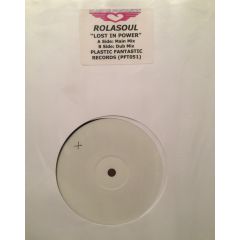 ROLASOUL
"LOST IN POWER"
A Side: Main Mix
B Side: Dub Mix
PLASTIC FANTASTIC
RECORDS (PFT051)